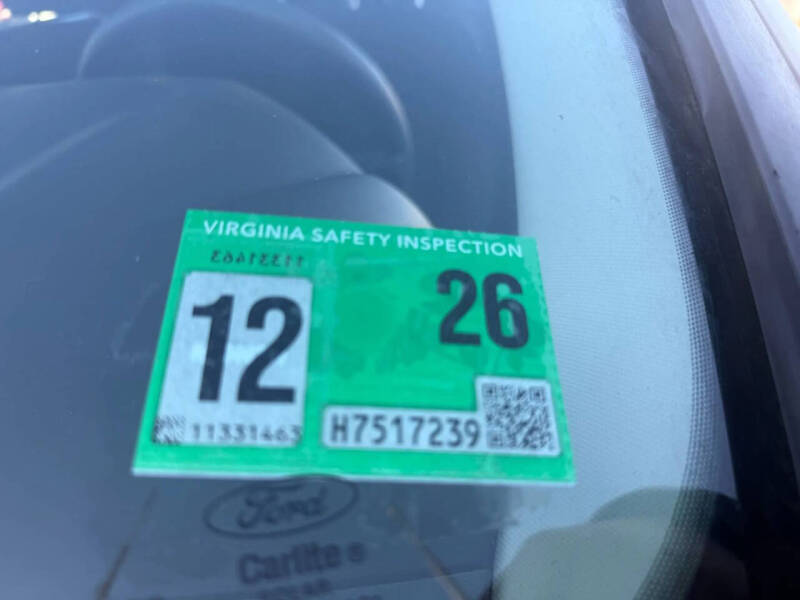 VIRGINIA SAFETY INSPECTION
12
26
11331463
H7517239
Ford
Carlite ®